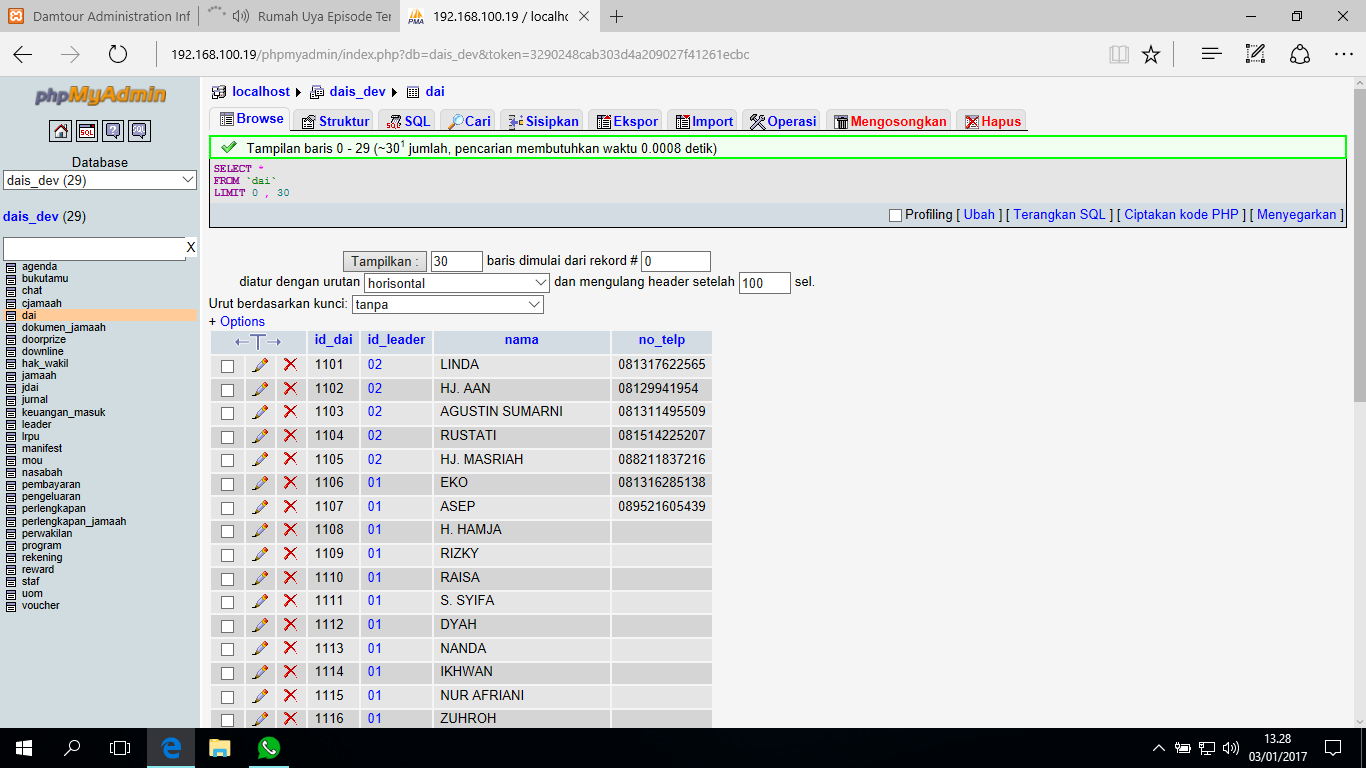 Damtour Administration Inf
Rumah Uya Episode Ter
192.168.100.19 / localhc
192.168.100.19/phpmyadmin/index.php?db=dais_dev&token=3290248cab303d4a209027f41261ecbc
phpMyAdmin
SQL
SQL
Database
dais_dev (29)
dais_dev (29)
X
agenda
bukutamu
chat
cjamaah
dai
dokumen_jamaah
doorprize
downline
hak_wakil
jamaah
jdai
jurnal
keuangan_masuk
leader
lrpu
manifest
mou
nasabah
pembayaran
pengeluaran
perlengkapan
perlengkapan_jamaah
perwakilan
program
rekening
reward
staf
uom
voucher
localhost dais_dev dai
Browse Struktur SQL Cari Sisipkan Ekspor Import Operasi Mengosongkan Hapus
Tampilan baris 0 - 29 (~30¹ jumlah, pencarian membutuhkan waktu 0.0008 detik)
SELECT *
FROM `dai`
LIMIT 0 , 30
Profiling [ Ubah ] [ Terangkan SQL ] [ Ciptakan kode PHP ] [ Menyegarkan ]
Tampilkan : 30 baris dimulai dari rekord # 0
diatur dengan urutan horisontal dan mengulang header setelah 100 sel.
Urut berdasarkan kunci: tanpa
+ Options
←T→ id_dai id_leader nama no_telp
1101 02 LINDA 081317622565
1102 02 HJ. AAN 08129941954
1103 02 AGUSTIN SUMARNI 081311495509
1104 02 RUSTATI 081514225207
1105 02 HJ. MASRIAH 088211837216
1106 01 EKO 081316285138
1107 01 ASEP 089521605439
1108 01 H. HAMJA
1109 01 RIZKY
1110 01 RAISA
1111 01 S. SYIFA
1112 01 DYAH
1113 01 NANDA
1114 01 IKHWAN
1115 01 NUR AFRIANI
1116 01 ZUHROH
13.28
03/01/2017